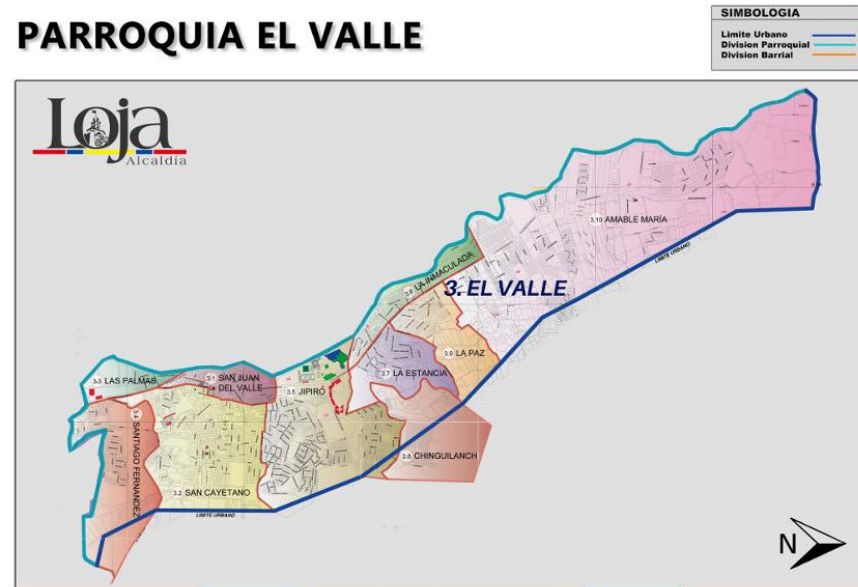 PARROQUIA EL VALLE
SIMBOLOGIA
Limite Urbano
Division Parroquial
Division Barrial
Loja
Alcaldía
3.10 AMABLE MARÍA
LIMITE URBANO
3.6 LA INMACULADA
3. EL VALLE
3.9 LA PAZ
3.7 LA ESTANCIA
3.3 LAS PALMAS
3.1 SAN JUAN
DEL VALLE
3.5 JIPIRÓ
3.4 SANTIAGO FERNANDEZ
3.8 CHINGUILANCH
3.2 SAN CAYETANO
LIMITE URBANO
N